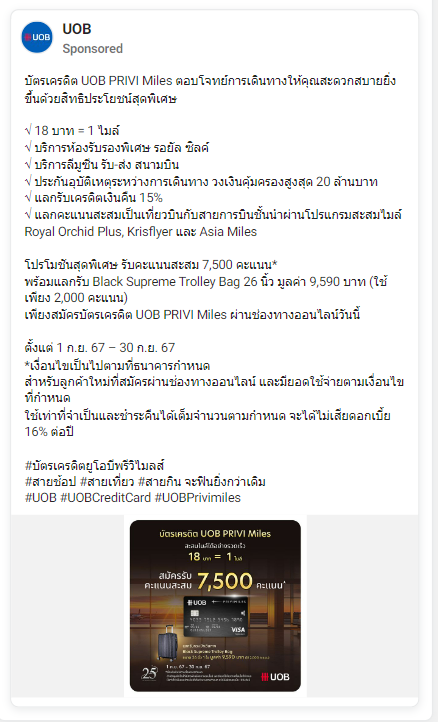 UOB
UOB
Sponsored
บัตรเครดิต UOB PRIVI Miles ตอบโจทย์การเดินทางให้คุณสะดวกสบายยิ่ง
ขึ้นด้วยสิทธิประโยชน์สุดพิเศษ
√ 18 บาท = 1 ไมล์
√ บริการห้องรับรองพิเศษ รอยัล ซิลค์
√ บริการลีมูซีน รับ-ส่ง สนามบิน
√ ประกันอุบัติเหตุระหว่างการเดินทาง วงเงินคุ้มครองสูงสุด 20 ล้านบาท
√ แลกรับเครดิตเงินคืน 15%
√ แลกคะแนนสะสมเป็นเที่ยวบินกับสายการบินชั้นนำผ่านโปรแกรมสะสมไมล์
Royal Orchid Plus, Krisflyer และ Asia Miles
โปรโมชันสุดพิเศษ รับคะแนนสะสม 7,500 คะแนน*
พร้อมแลกรับ Black Supreme Trolley Bag 26 นิ้ว มูลค่า 9,590 บาท (ใช้
เพียง 2,000 คะแนน)
เพียงสมัครบัตรเครดิต UOB PRIVI Miles ผ่านช่องทางออนไลน์วันนี้
ตั้งแต่ 1 ก.ย. 67 – 30 ก.ย. 67
*เงื่อนไขเป็นไปตามที่ธนาคารกำหนด
สำหรับลูกค้าใหม่ที่สมัครผ่านช่องทางออนไลน์ และมียอดใช้จ่ายตามเงื่อนไข
ที่กำหนด
ใช้เท่าที่จำเป็นและชำระคืนได้เต็มจำนวนตามกำหนด จะได้ไม่เสียดอกเบี้ย
16% ต่อปี
#บัตรเครดิตยูโอบีพรีวิไมลส์
#สายช้อป #สายเที่ยว #สายกิน จะฟินยิ่งกว่าเดิม
#UOB #UOBCreditCard #UOBPrivimiles
บัตรเครดิต UOB PRIVI Miles
สะสมไมล์ได้อย่างรวดเร็ว
18 บาท = 1 ไมล์
สมัครรับ
คะแนนสะสม 7,500 คะแนน*
UOB
VISA
Black Supreme Trolley Bag
25
1 ก.ย. 67 - 30 ก.ย. 67
UOB